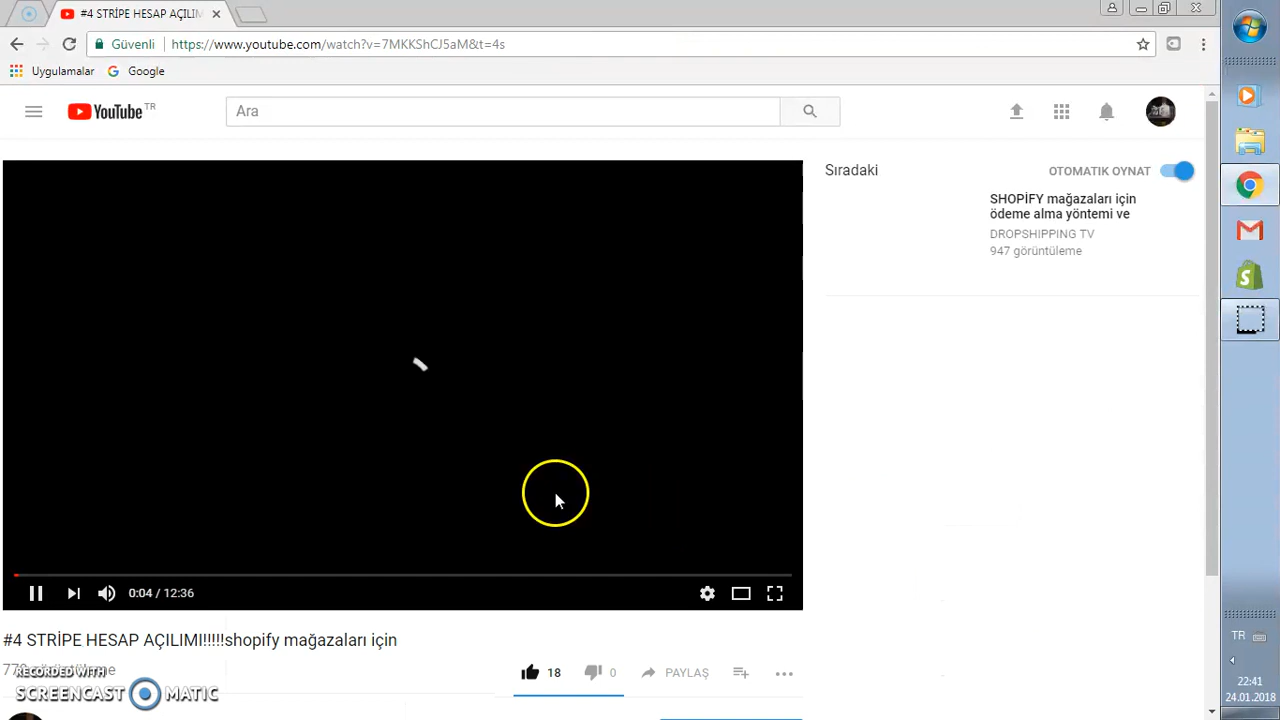 #4 STRİPE HESAP AÇILIM
Güvenli https://www.youtube.com/watch?v=7MKKShCJ5aM&t=4s
Uygulamalar Google
YouTube TR
Ara
Sıradaki
OTOMATIK OYNAT
SHOPİFY mağazaları için
ödeme alma yöntemi ve
DROPSHIPPING TV
947 görüntüleme
0:04 / 12:36
#4 STRİPE HESAP AÇILIMI!!!!!shopify mağazaları için
18 0 PAYLAŞ
RECORDED WITH
SCREENCAST MATIC
TR
22:41
24.01.2018